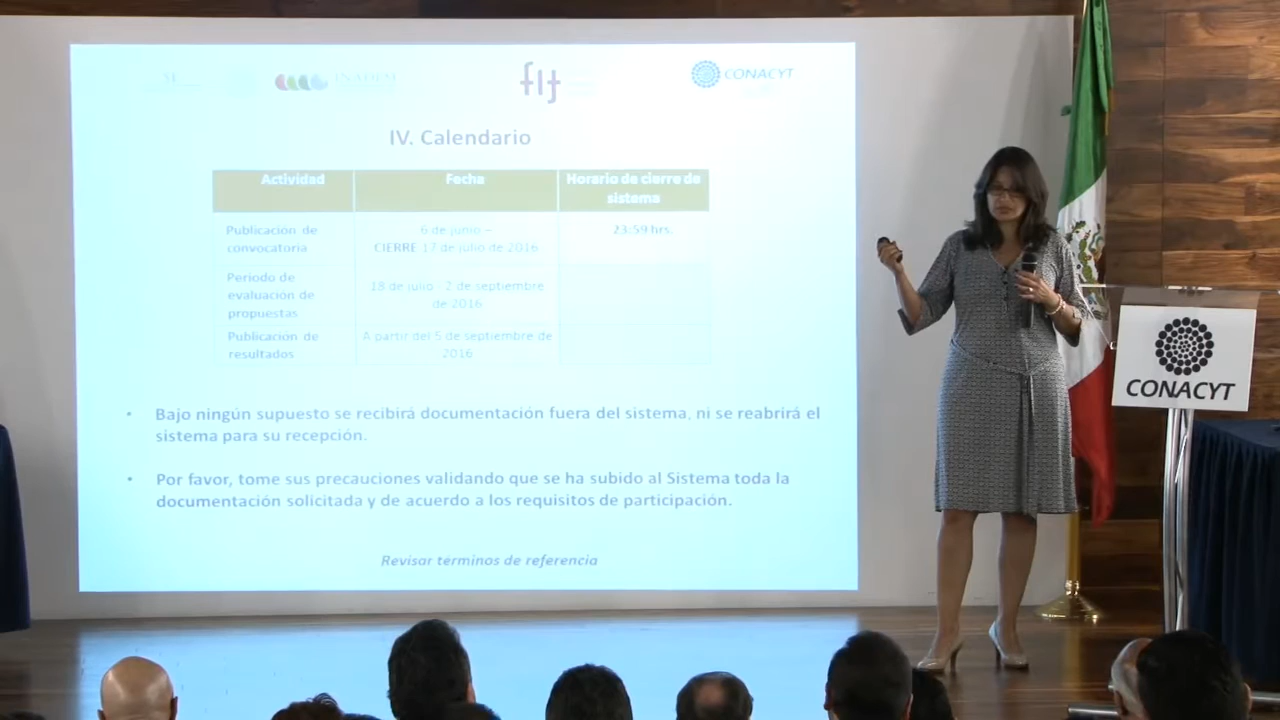 SE
INADEM
fit
CONACYT
IV. Calendario
Actividad
Fecha
Horario de cierre de
sistema
Publicación de
convocatoria
6 de junio –
CIERRE 17 de julio de 2016
23:59 hrs.
Periodo de
evaluación de
propuestas
18 de julio - 2 de septiembre
de 2016
Publicación de
resultados
A partir del 5 de septiembre de
2016
• Bajo ningún supuesto se recibirá documentación fuera del sistema, ni se reabrirá el
sistema para su recepción.
• Por favor, tome sus precauciones validando que se ha subido al Sistema toda la
documentación solicitada y de acuerdo a los requisitos de participación.
Revisar términos de referencia
CONACYT